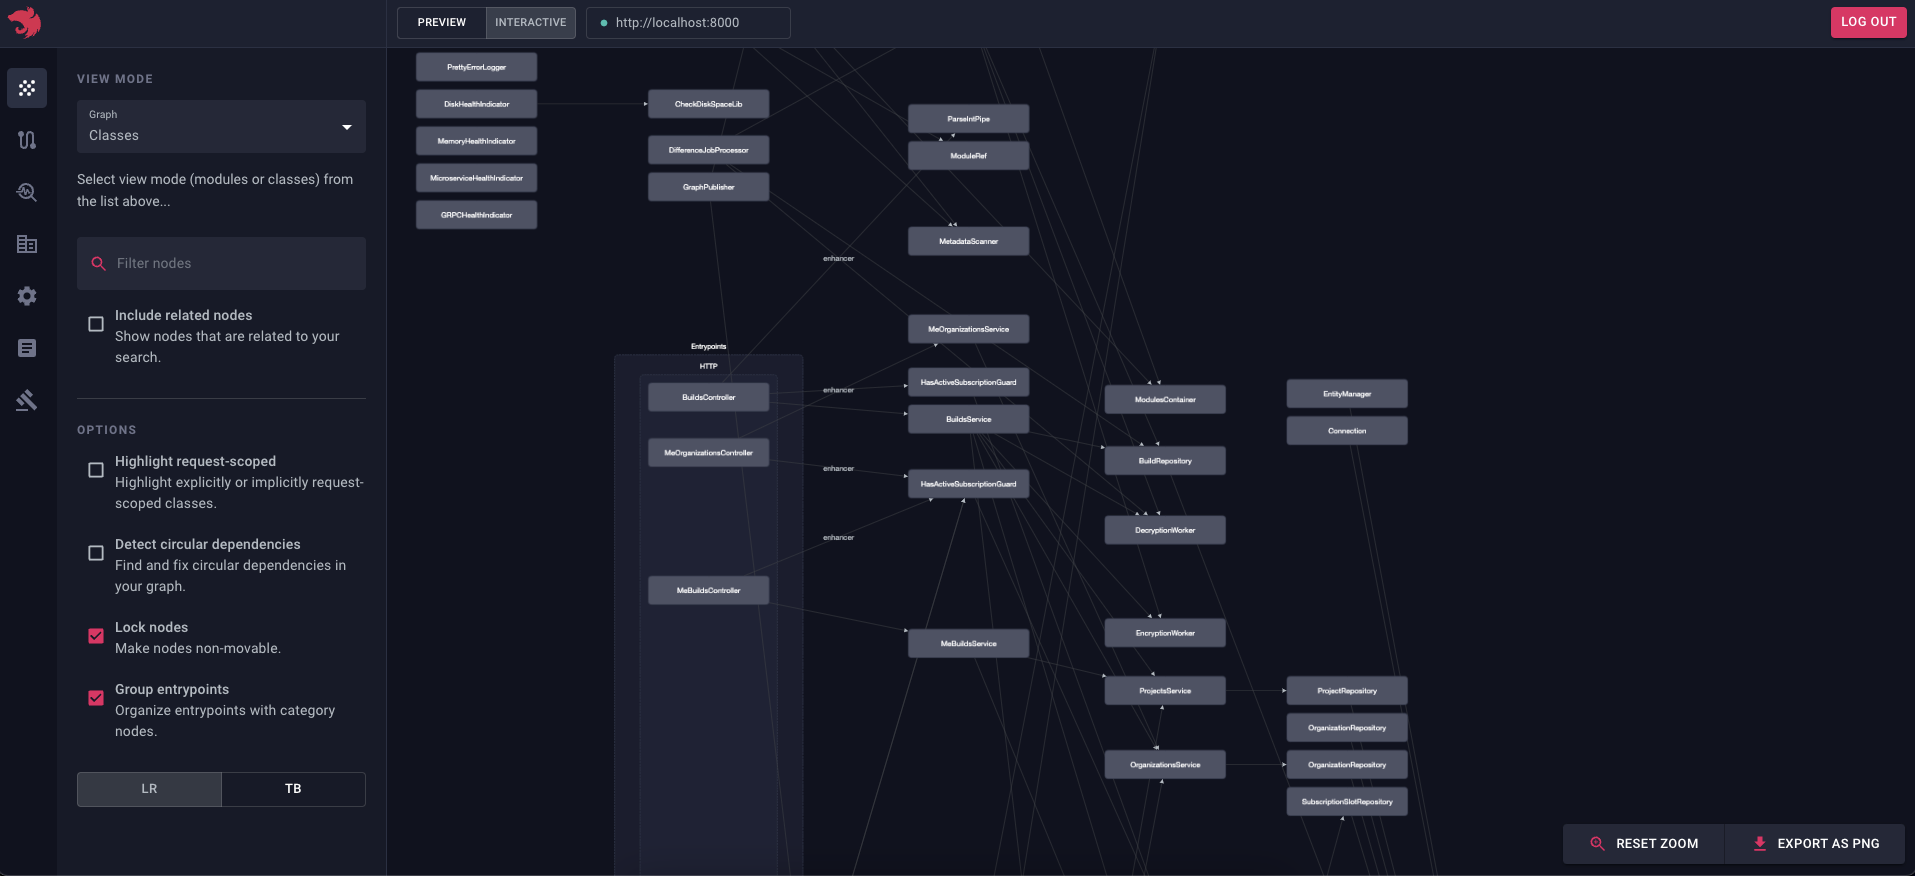 PREVIEW
INTERACTIVE
http://localhost:8000
LOG OUT
VIEW MODE
Graph
Classes
Select view mode (modules or classes) from
the list above...
Filter nodes
Include related nodes
Show nodes that are related to your
search.
OPTIONS
Highlight request-scoped
Highlight explicitly or implicitly request-
scoped classes.
Detect circular dependencies
Find and fix circular dependencies in
your graph.
Lock nodes
Make nodes non-movable.
Group entrypoints
Organize entrypoints with category
nodes.
LR
TB
PrettyErrorLogger
DiskHealthIndicator
MemoryHealthIndicator
MicroserviceHealthIndicator
GRPCHealthIndicator
CheckDiskSpaceLib
DifferenceJobProcessor
GraphPublisher
Entrypoints
HTTP
BuildsController
MeOrganizationsController
MeBuildsController
enhancer
enhancer
enhancer
enhancer
ParseIntPipe
ModuleRef
MetadataScanner
MeOrganizationsService
HasActiveSubscriptionGuard
BuildsService
HasActiveSubscriptionGuard
MeBuildsService
ModulesContainer
BuildRepository
DecryptionWorker
EncryptionWorker
ProjectsService
OrganizationsService
EntityManager
Connection
ProjectRepository
OrganizationRepository
OrganizationRepository
SubscriptionSlotRepository
RESET ZOOM
EXPORT AS PNG